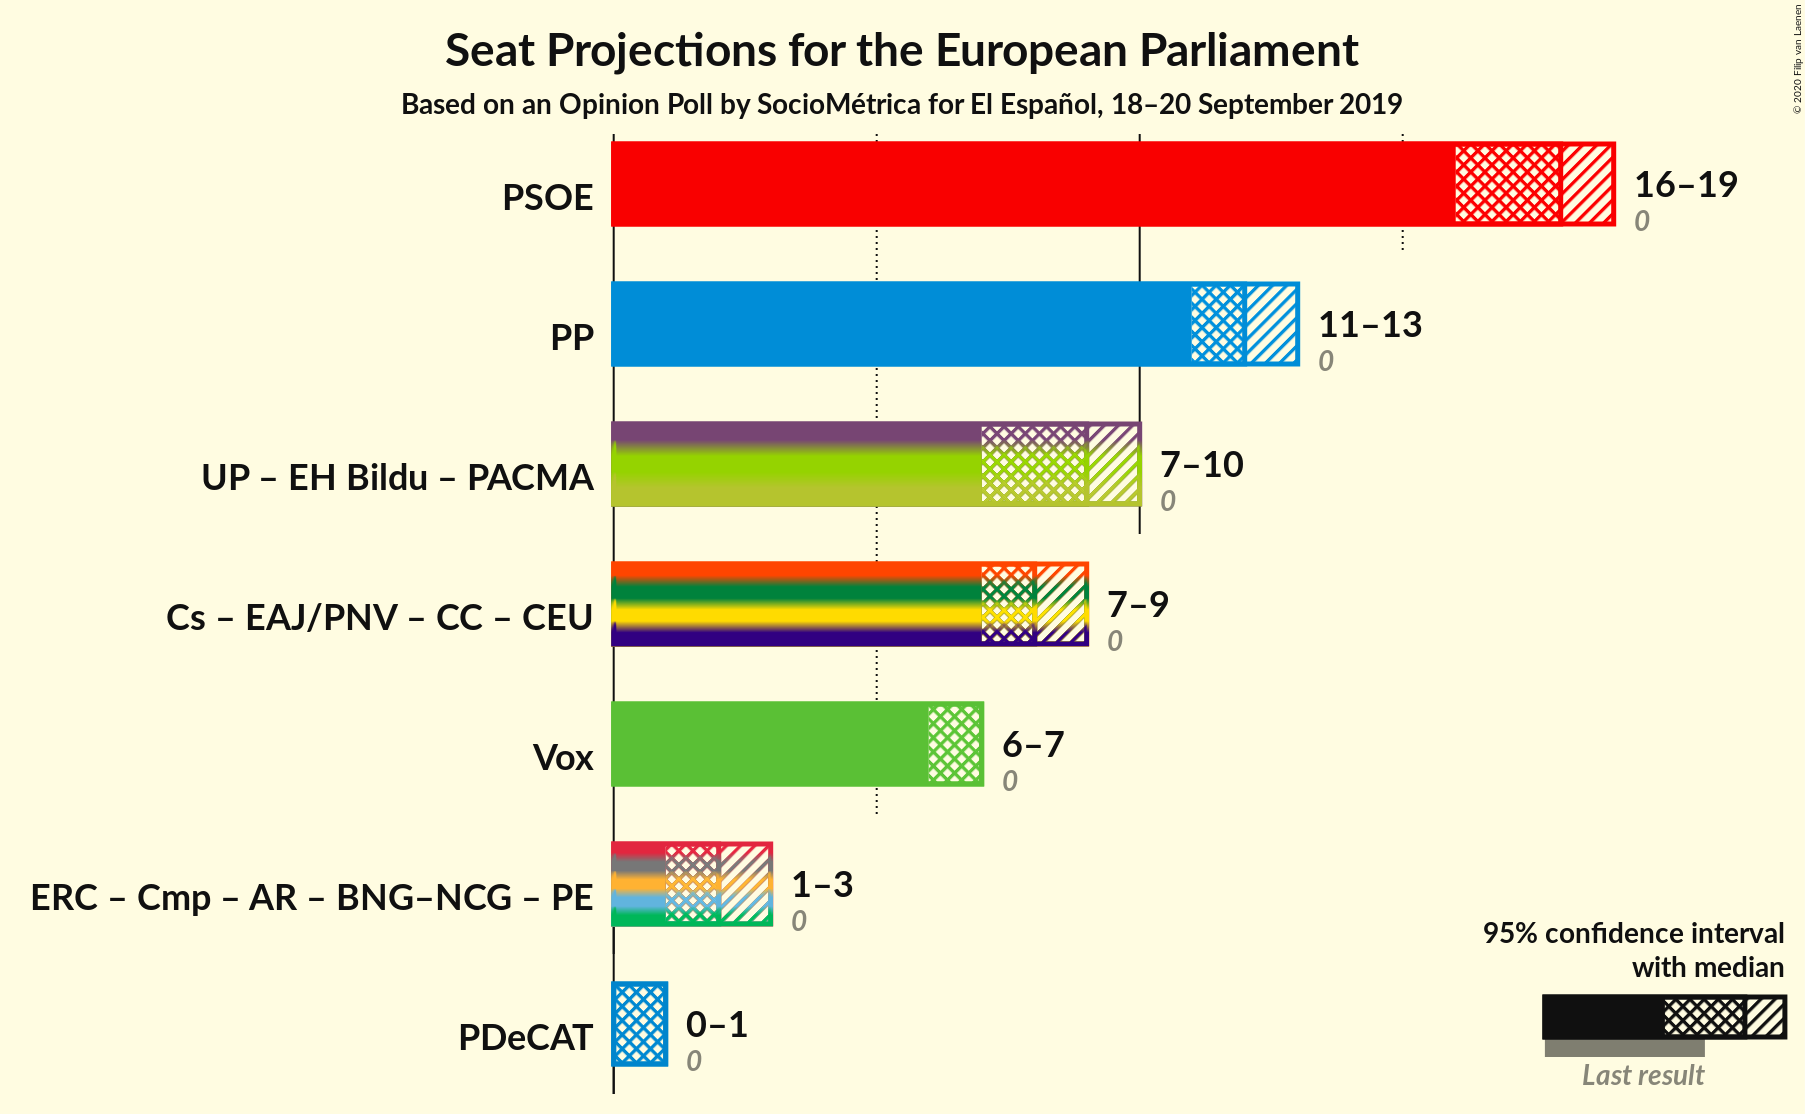 Seat Projections for the European Parliament
Based on an Opinion Poll by SocioMétrica for El Español, 18–20 September 2019
© 2020 Filip van Laenen
PSOE
16–19
0
PP
11–13
0
UP – EH Bildu – PACMA
7–10
0
Cs – EAJ/PNV – CC – CEU
7–9
0
Vox
6–7
0
ERC – Cmp – AR – BNG–NCG – PE
1–3
0
PDeCAT
0–1
0
95% confidence interval
with median
Last result